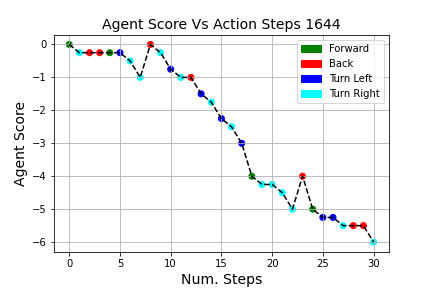 Agent Score Vs Action Steps 1644
Forward
Back
Turn Left
Turn Right
Agent Score
0
−1
−2
−3
−4
−5
−6
0 5 10 15 20 25 30
Num. Steps